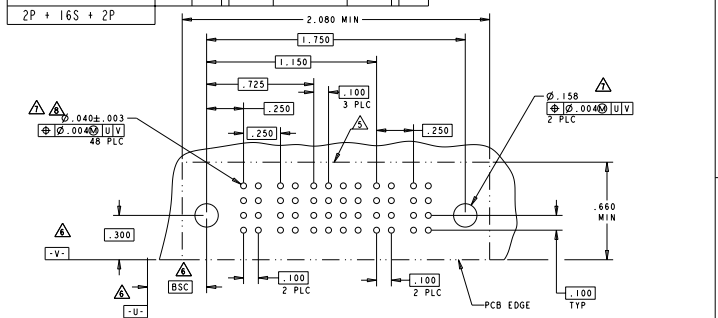 2P + 16S + 2P
2.080 MIN
1.750
1.150
.725
.100
3 PLC
.250
.250
.250
7
8
Ø.040±.003
⌖ Ø.004Ⓜ U V
48 PLC
5
7
Ø.158
⌖ Ø.004Ⓜ U V
2 PLC
.660
MIN
.300
6
-V-
6
-U-
6
BSC
.100
2 PLC
.100
2 PLC
PCB EDGE
.100
TYP